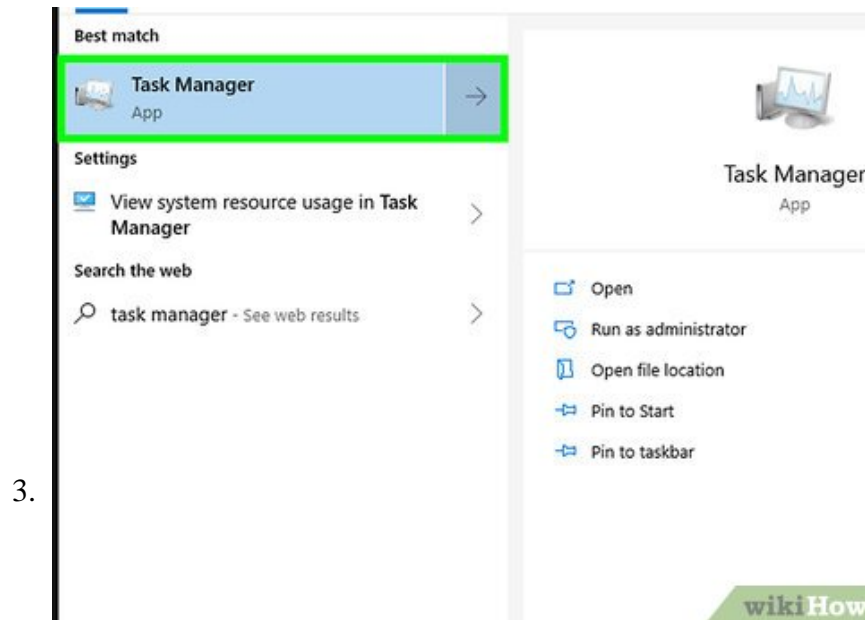 Best match
Task Manager
App
Settings
View system resource usage in Task
Manager
Search the web
task manager - See web results
Task Manager
App
Open
Run as administrator
Open file location
Pin to Start
Pin to taskbar
3.
wikiHow